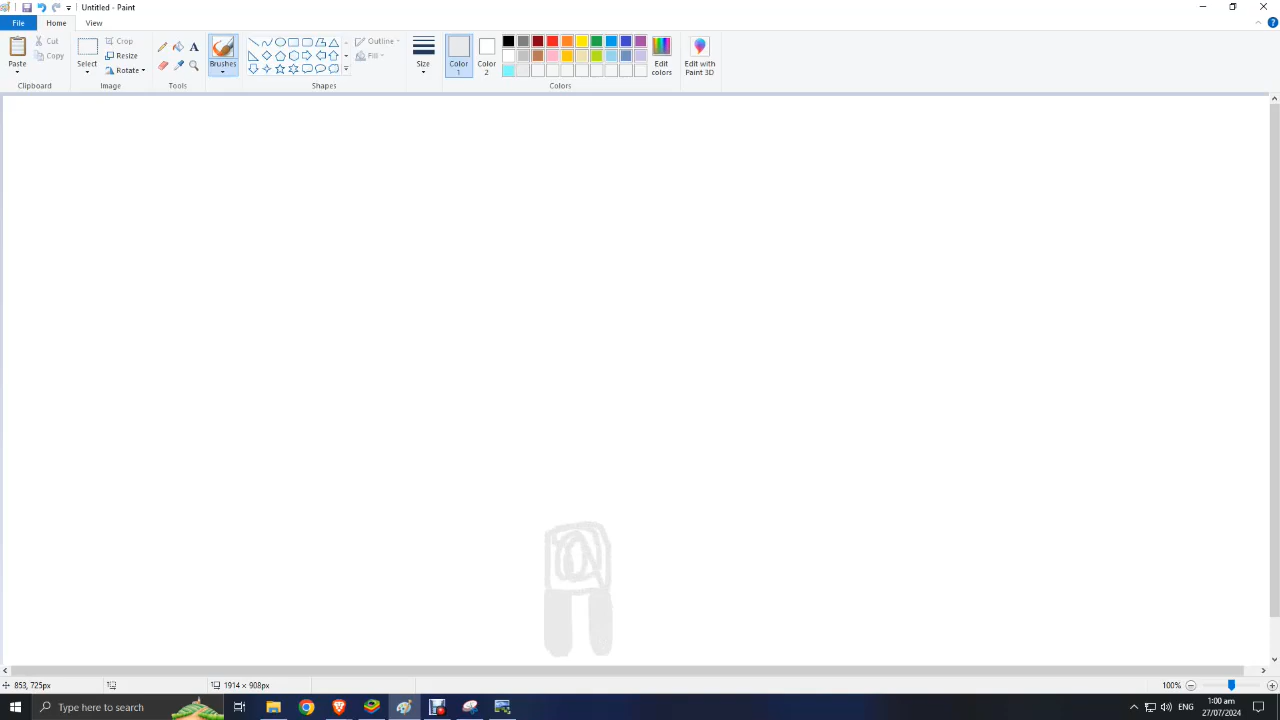 Untitled - Paint
File Home View
Paste
Cut
Copy
Clipboard
Select
Crop
Resize
Rotate
Image
A
Tools
Brushes
Shapes
Outline
Fill
Size
Color 1
Color 2
Colors
Edit colors
Edit with Paint 3D
853, 725px
1914 × 908px
100%
Type here to search
ENG
1:00 am
27/07/2024